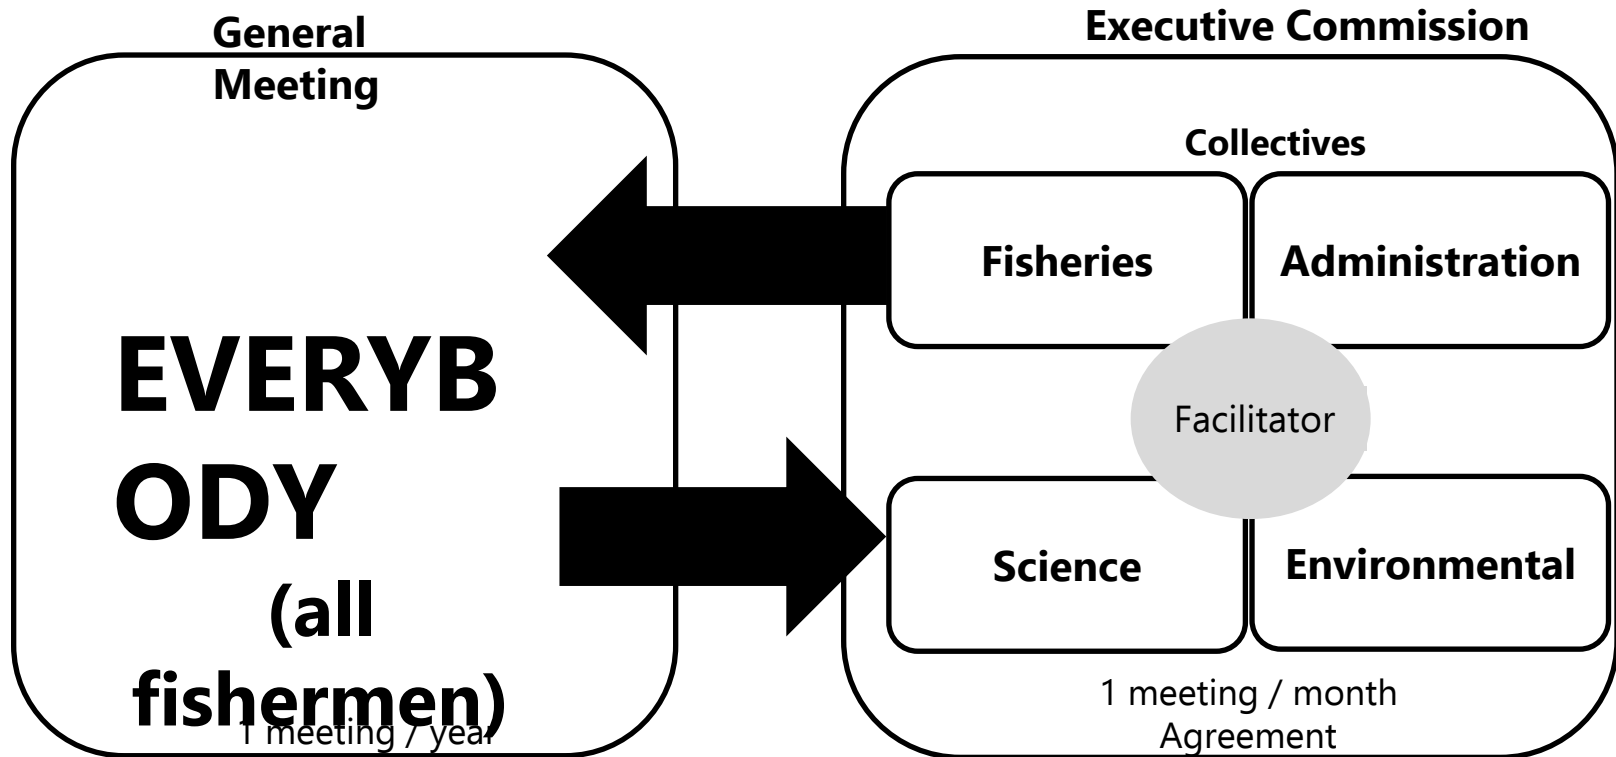 General
Meeting
EVERYB
ODY
(all
fishermen)
1 meeting / year
Executive Commission
Collectives
Fisheries
Administration
Facilitator
Science
Environmental
1 meeting / month
Agreement